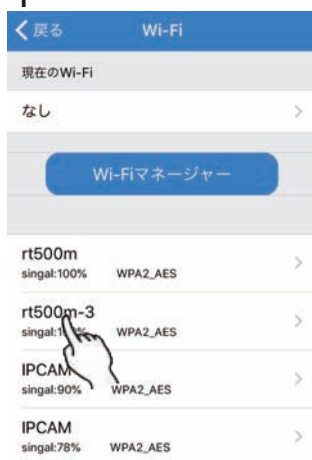 戻る Wi-Fi
現在のWi-Fi
なし
Wi-Fiマネージャー
rt500m
singal:100% WPA2_AES
rt500m-3
WPA2_AES
IPCAM
singal:90% WPA2_AES
IPCAM
singal:78% WPA2_AES